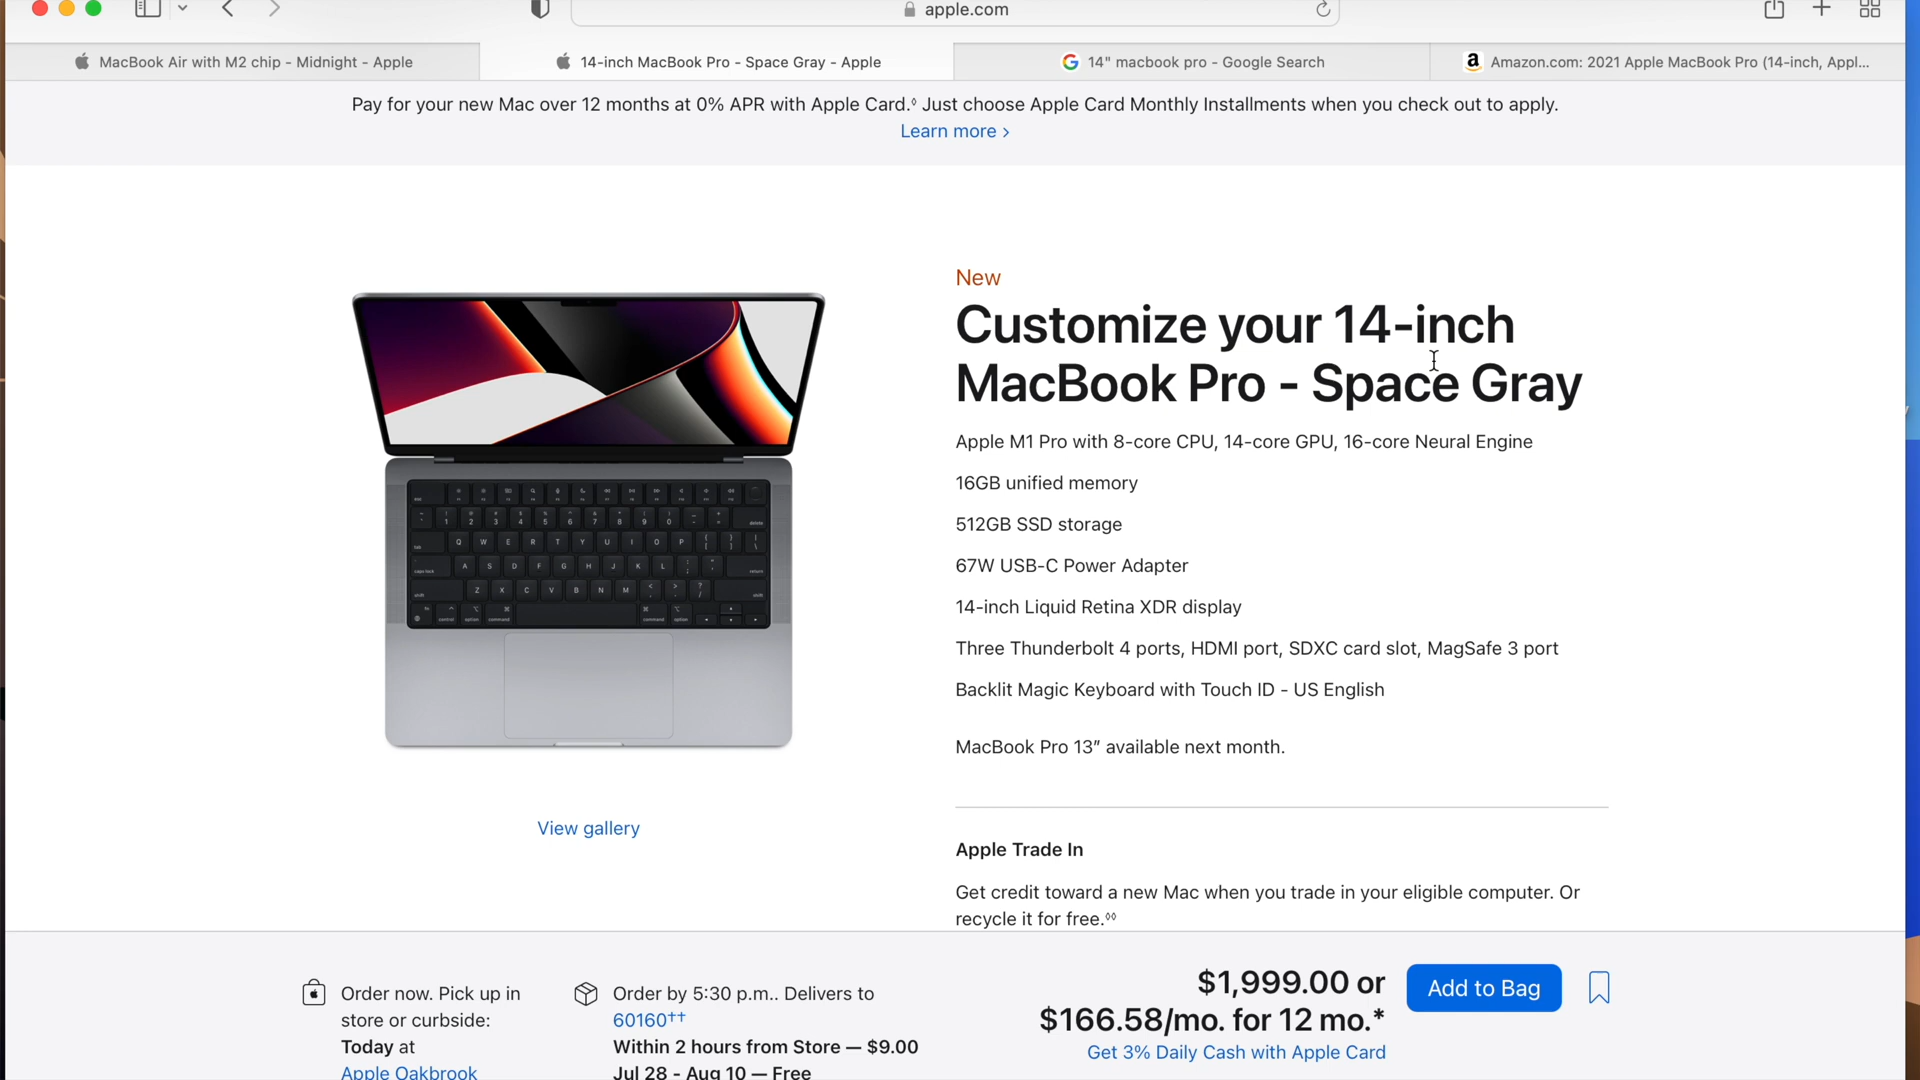 apple.com
MacBook Air with M2 chip - Midnight - Apple
14-inch MacBook Pro - Space Gray - Apple
14" macbook pro - Google Search
Amazon.com: 2021 Apple MacBook Pro (14-inch, Appl...
Pay for your new Mac over 12 months at 0% APR with Apple Card.◊ Just choose Apple Card Monthly Installments when you check out to apply.
Learn more >
New
Customize your 14-inch
MacBook Pro - Space Gray
Apple M1 Pro with 8-core CPU, 14-core GPU, 16-core Neural Engine
16GB unified memory
512GB SSD storage
67W USB-C Power Adapter
14-inch Liquid Retina XDR display
Three Thunderbolt 4 ports, HDMI port, SDXC card slot, MagSafe 3 port
Backlit Magic Keyboard with Touch ID - US English
MacBook Pro 13” available next month.
View gallery
Apple Trade In
Get credit toward a new Mac when you trade in your eligible computer. Or
recycle it for free.◊◊
Order now. Pick up in
store or curbside:
Today at
Apple Oakbrook
Order by 5:30 p.m.. Delivers to
60160††
Within 2 hours from Store — $9.00
Jul 28 - Aug 10 — Free
$1,999.00 or
$166.58/mo. for 12 mo.*
Get 3% Daily Cash with Apple Card
Add to Bag